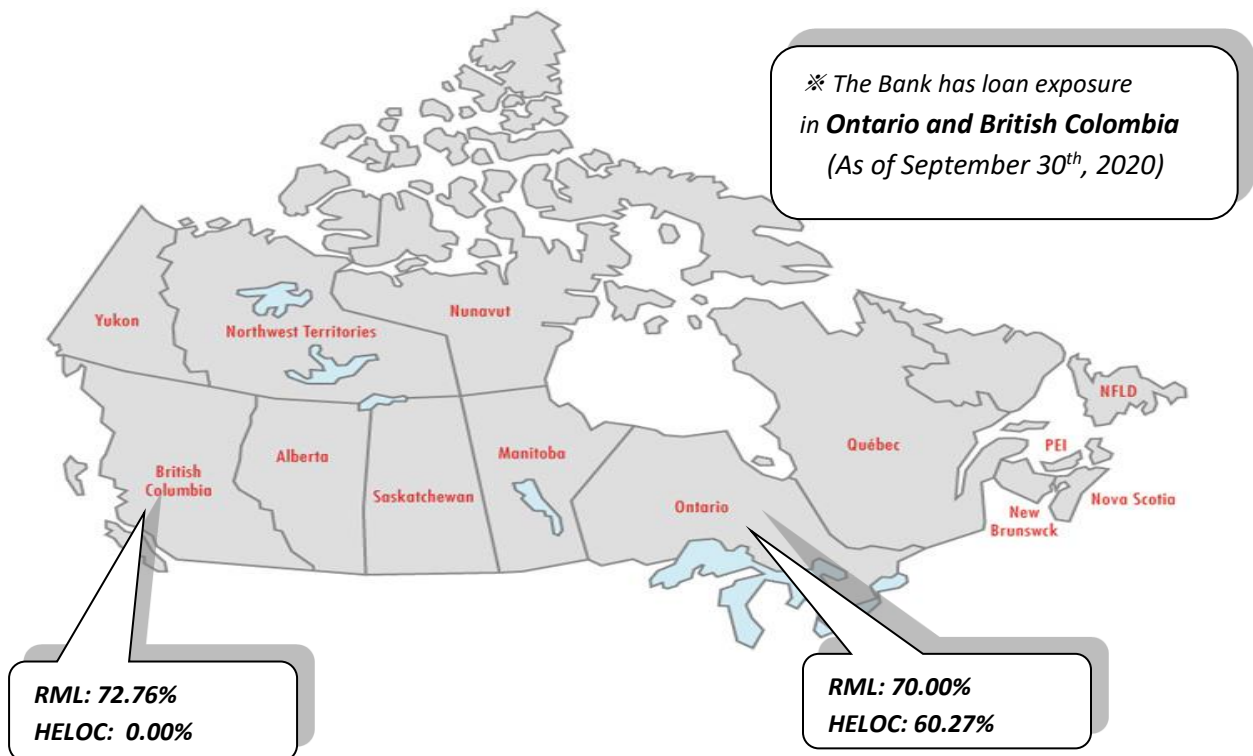 ※ The Bank has loan exposure
in Ontario and British Colombia
(As of September 30th, 2020)
Yukon
Northwest Territories
Nunavut
British
Columbia
Alberta
Saskatchewan
Manitoba
Ontario
Québec
NFLD
PEI
New
Brunswck
Nova Scotia
RML: 72.76%
HELOC: 0.00%
RML: 70.00%
HELOC: 60.27%